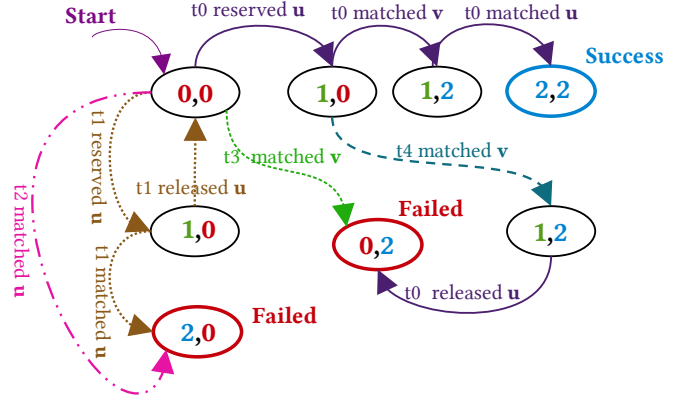 Start
t0 reserved u
t0 matched v
t0 matched u
Success
0,0
1,0
1,2
2,2
t1 reserved u
t3 matched v
t4 matched v
t2 matched u
t1 released u
1,0
Failed
0,2
1,2
t1 matched u
t0 released u
2,0
Failed